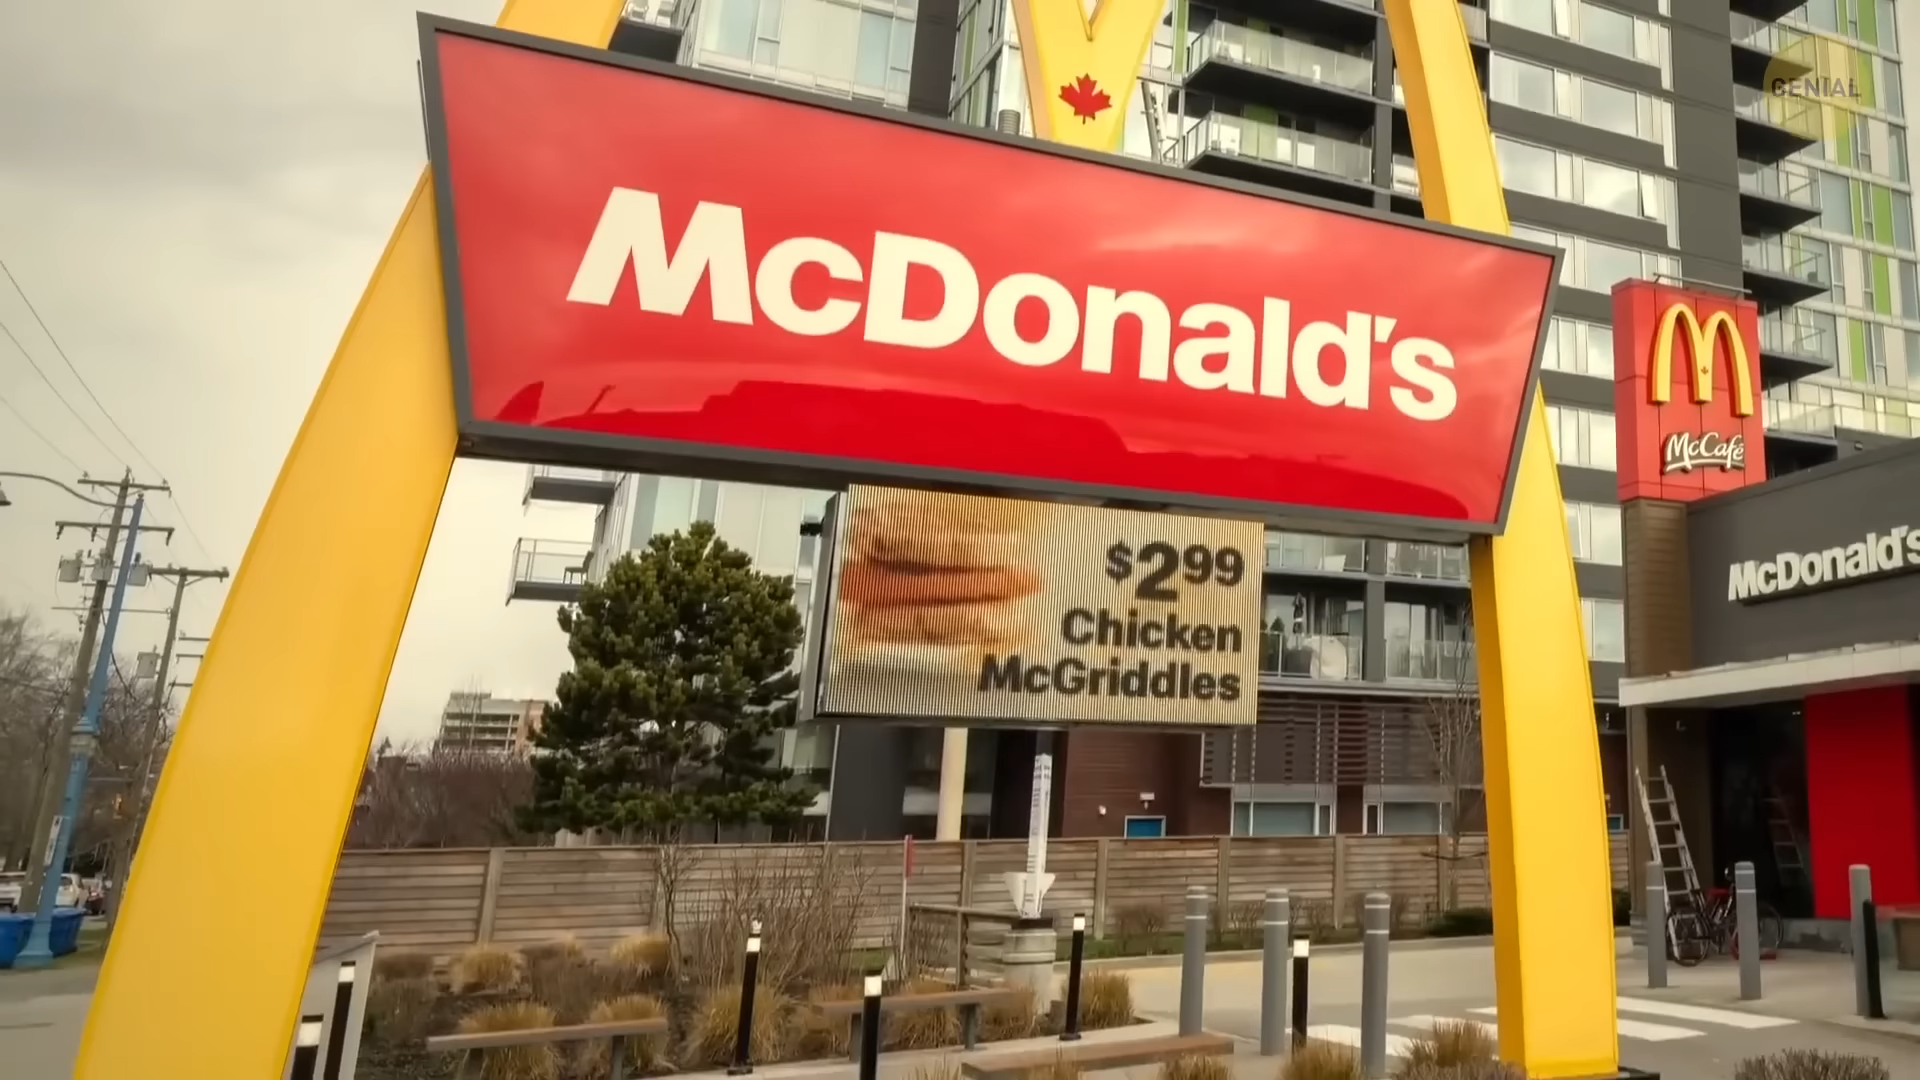 GENIAL
McDonald's
McCafé
McDonald's
$2.99
Chicken
McGriddles